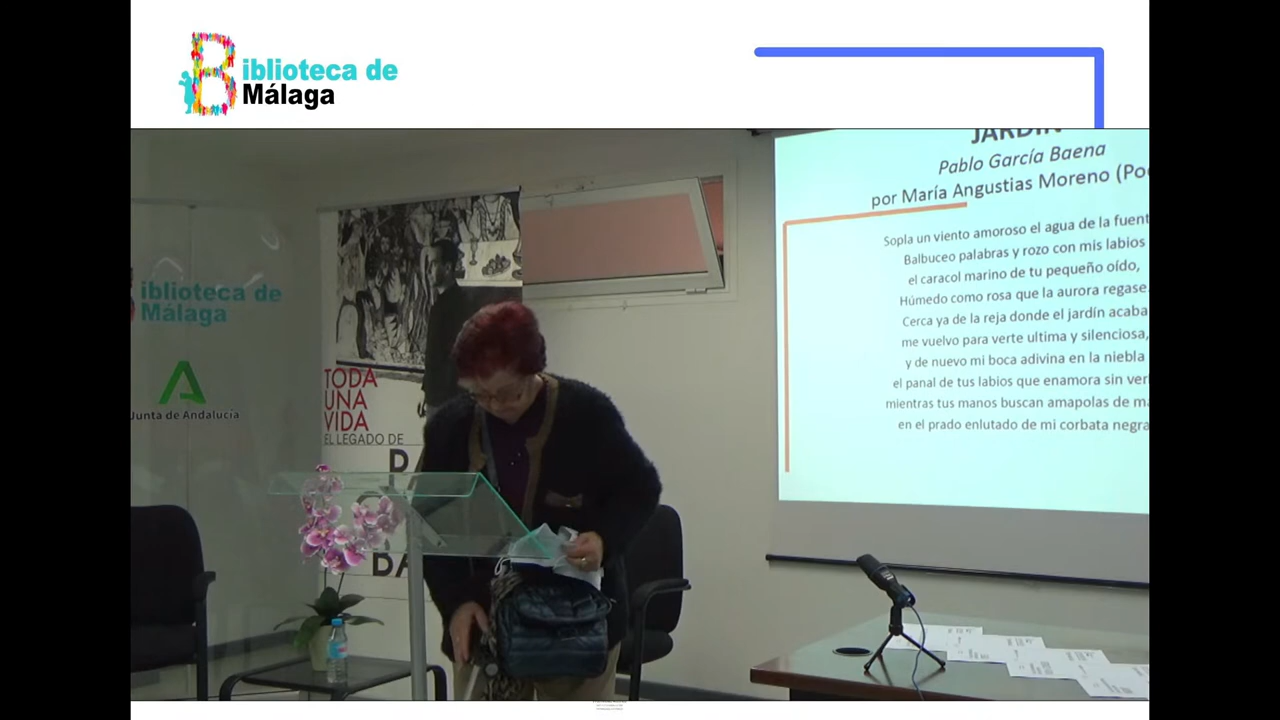 Biblioteca de
Málaga
JARDÍN
Pablo García Baena
por María Angustias Moreno (Po
Sopla un viento amoroso el agua de la fuent
Balbuceo palabras y rozo con mis labios
el caracol marino de tu pequeño oído,
Húmedo como rosa que la aurora regase
Cerca ya de la reja donde el jardín acaba
me vuelvo para verte ultima y silenciosa,
y de nuevo mi boca adivina en la niebla
el panal de tus labios que enamora sin ver
mientras tus manos buscan amapolas de m
en el prado enlutado de mi corbata negra
iblioteca de
Málaga
Junta de Andalucía
TODA
UNA
VIDA
EL LEGADO DE